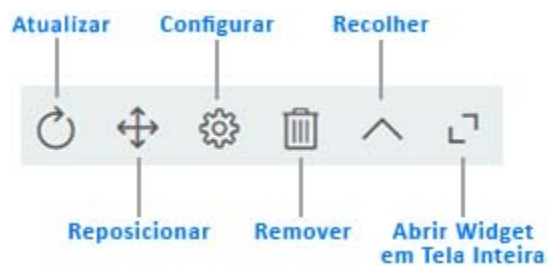 Atualizar
Configurar
Recolher
Reposicionar
Remover
Abrir Widget
em Tela Inteira